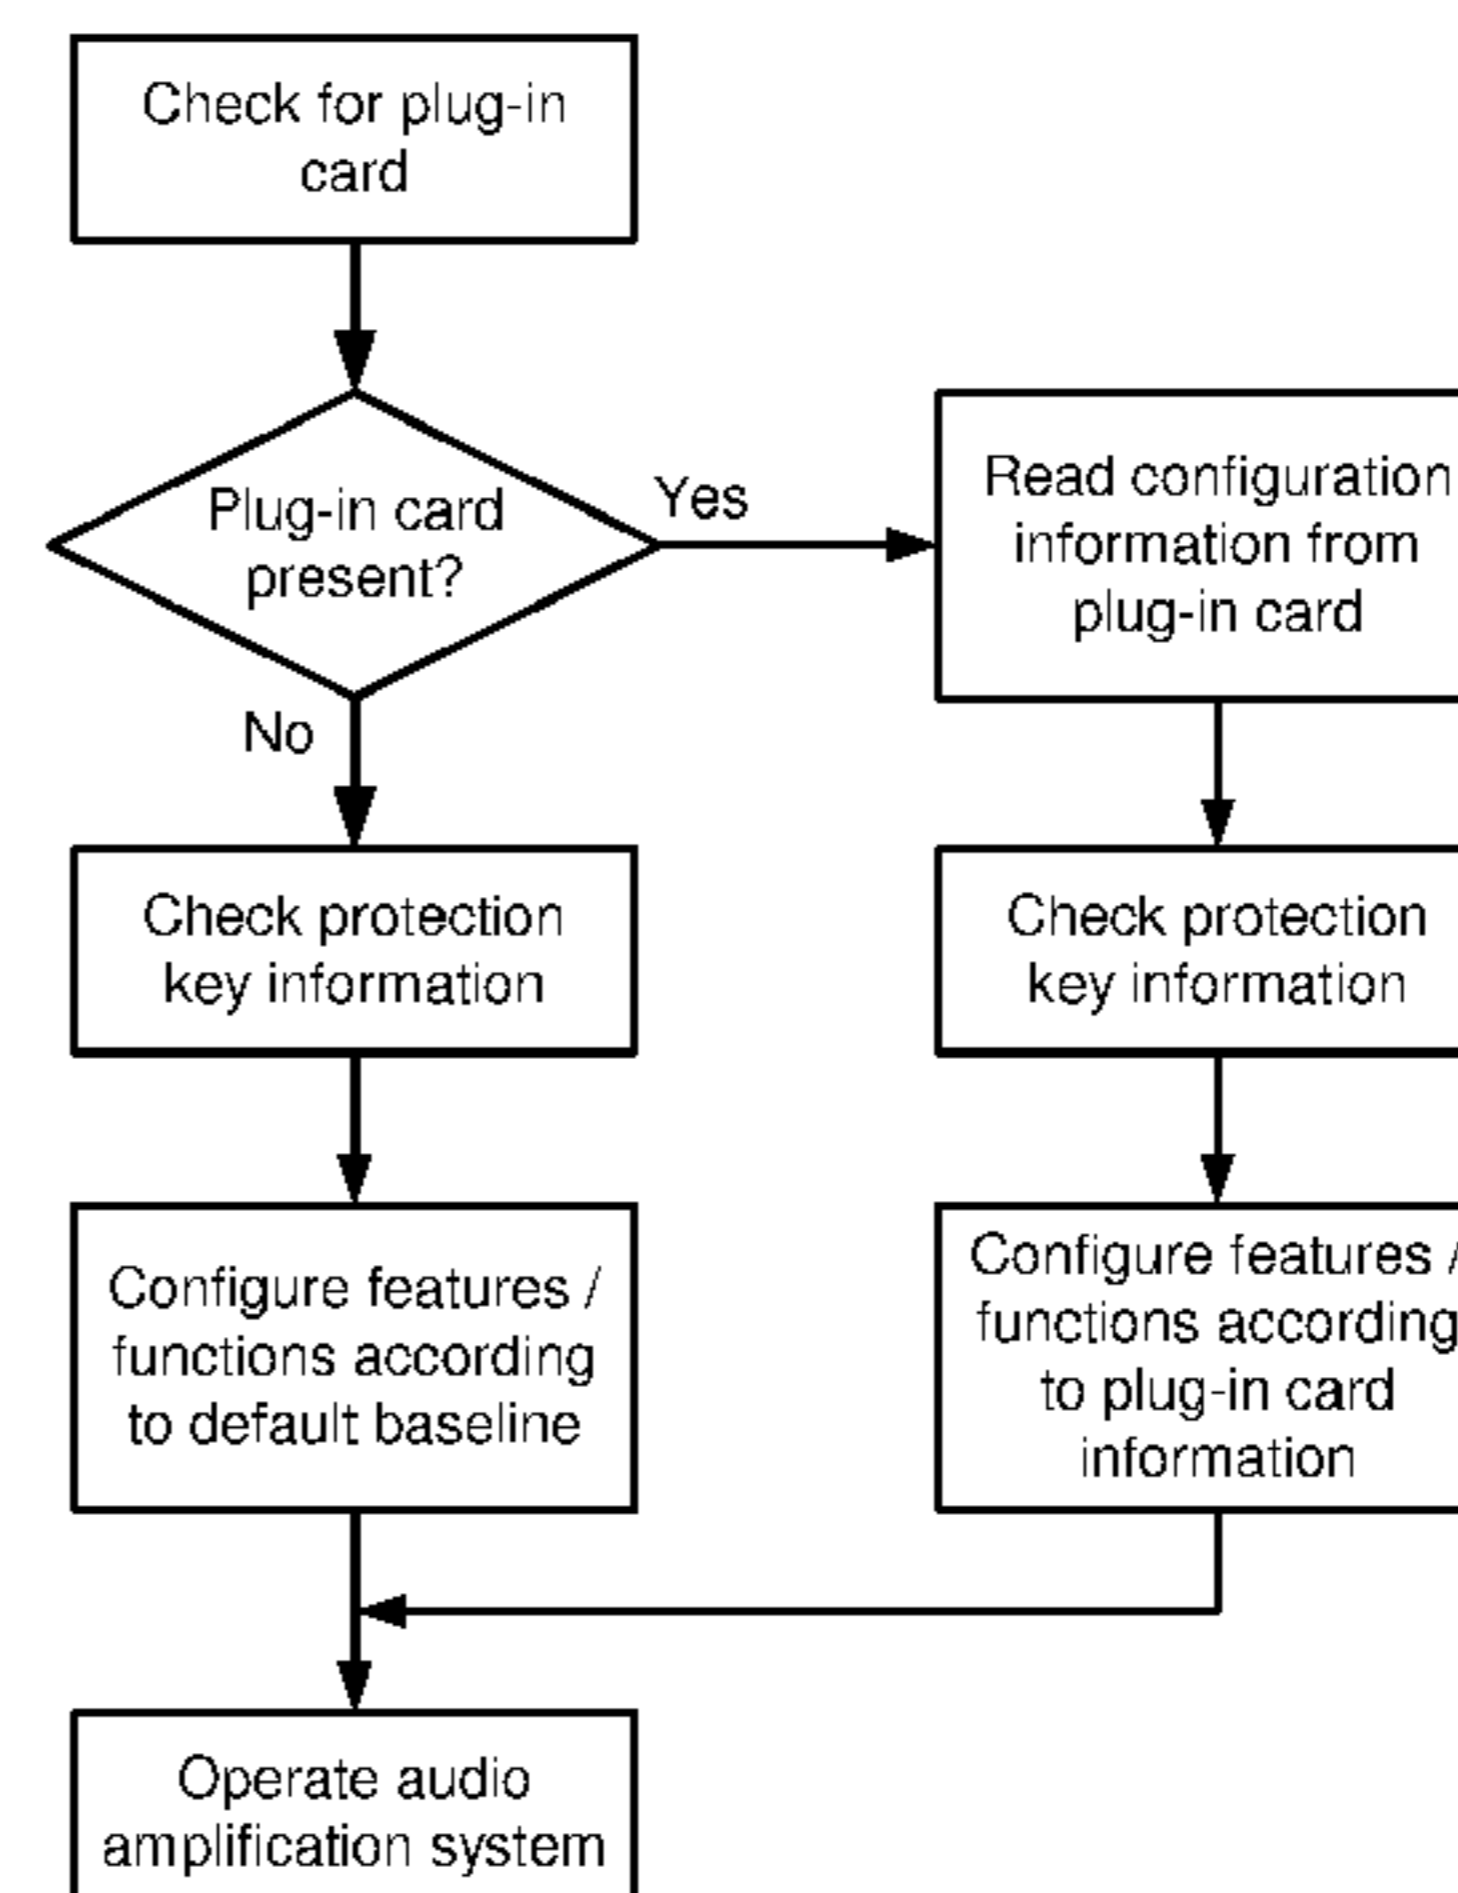 Check for plug-in
card
Plug-in card
present?
Yes
Read configuration
information from
plug-in card
No
Check protection
key information
Check protection
key information
Configure features /
functions according
to default baseline
Configure features /
functions according
to plug-in card
information
Operate audio
amplification system